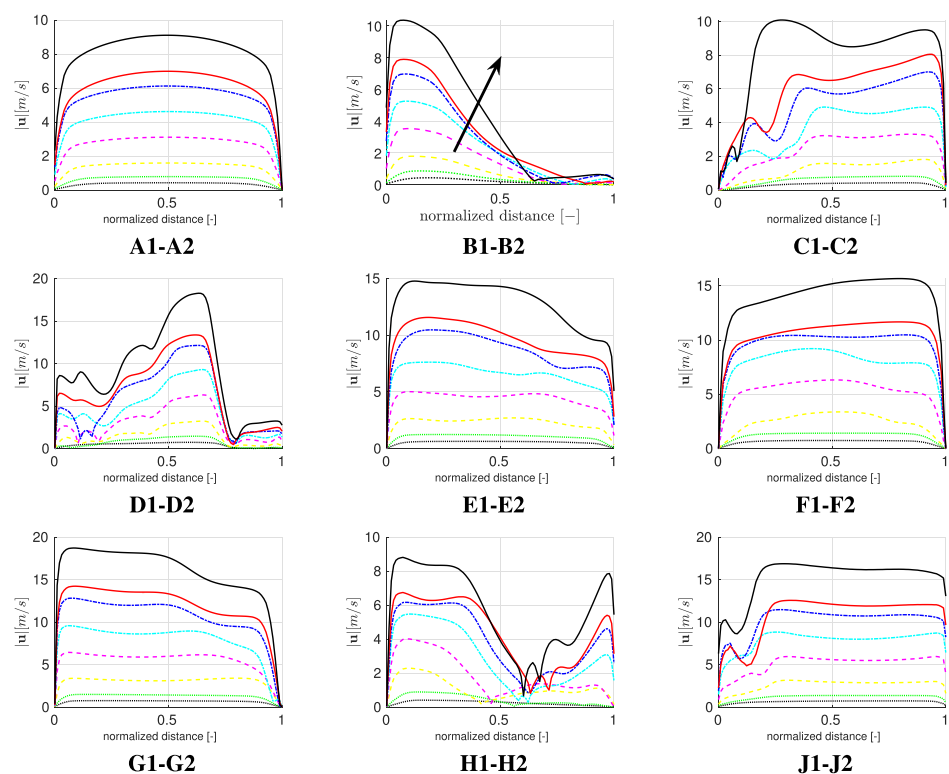 10
8
6
4
2
0
|u|[m/s]
0 0.5 1
normalized distance [-]
A1-A2
10
8
6
4
2
0
|u|[m/s]
0 0.5 1
normalized distance [−]
B1-B2
10
8
6
4
2
0
|u|[m/s]
0 0.5 1
normalized distance [-]
C1-C2
20
15
10
5
0
|u|[m/s]
0 0.5 1
normalized distance [-]
D1-D2
15
10
5
0
|u|[m/s]
0 0.5 1
normalized distance [-]
E1-E2
15
10
5
0
|u|[m/s]
0 0.5 1
normalized distance [-]
F1-F2
20
15
10
5
0
|u|[m/s]
0 0.5 1
normalized distance [-]
G1-G2
10
8
6
4
2
0
|u|[m/s]
0 0.5 1
normalized distance [-]
H1-H2
20
15
10
5
0
|u|[m/s]
0 0.5 1
normalized distance [-]
J1-J2